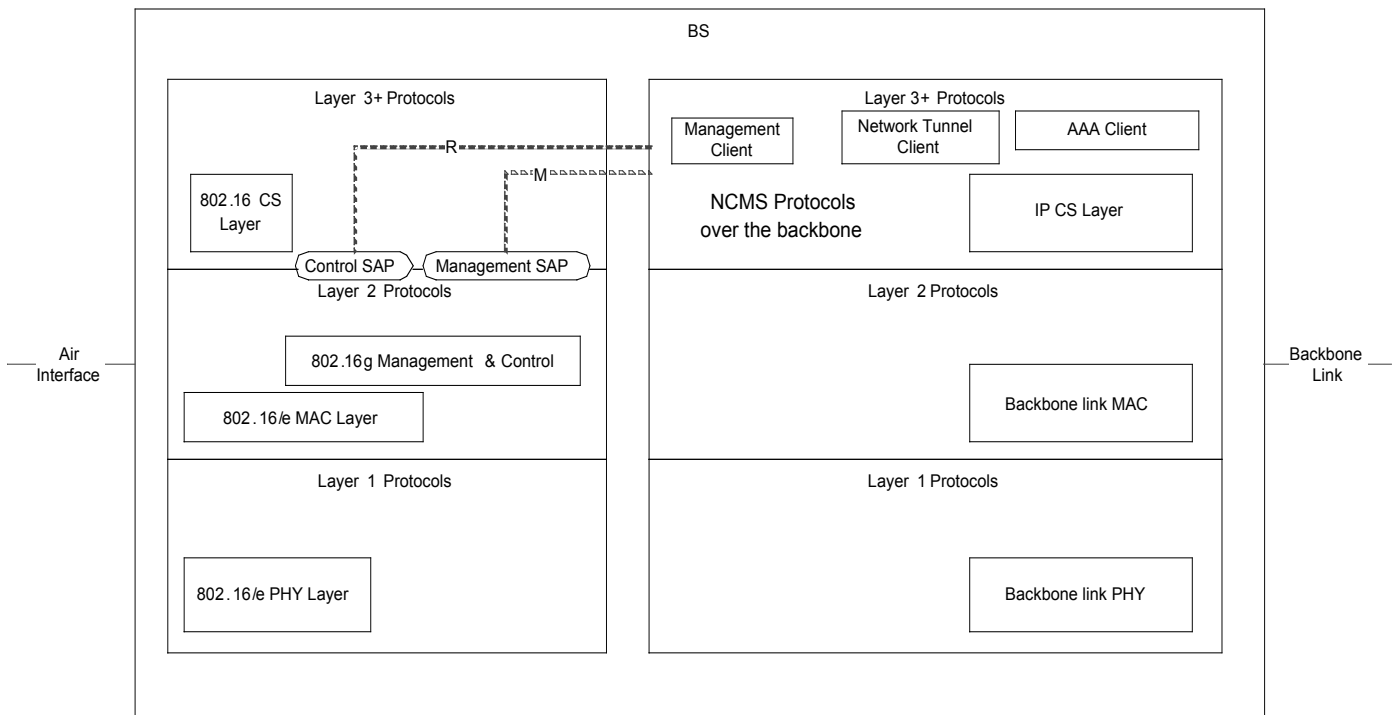 BS
Layer 3+ Protocols
R
M
802.16 CS
Layer
Control SAP
Management SAP
Layer 2 Protocols
802.16g Management & Control
802.16/e MAC Layer
Layer 1 Protocols
802.16/e PHY Layer
Air
Interface
Layer 3+ Protocols
Management
Client
Network Tunnel
Client
AAA Client
NCMS Protocols
over the backbone
IP CS Layer
Layer 2 Protocols
Backbone link MAC
Layer 1 Protocols
Backbone link PHY
Backbone
Link